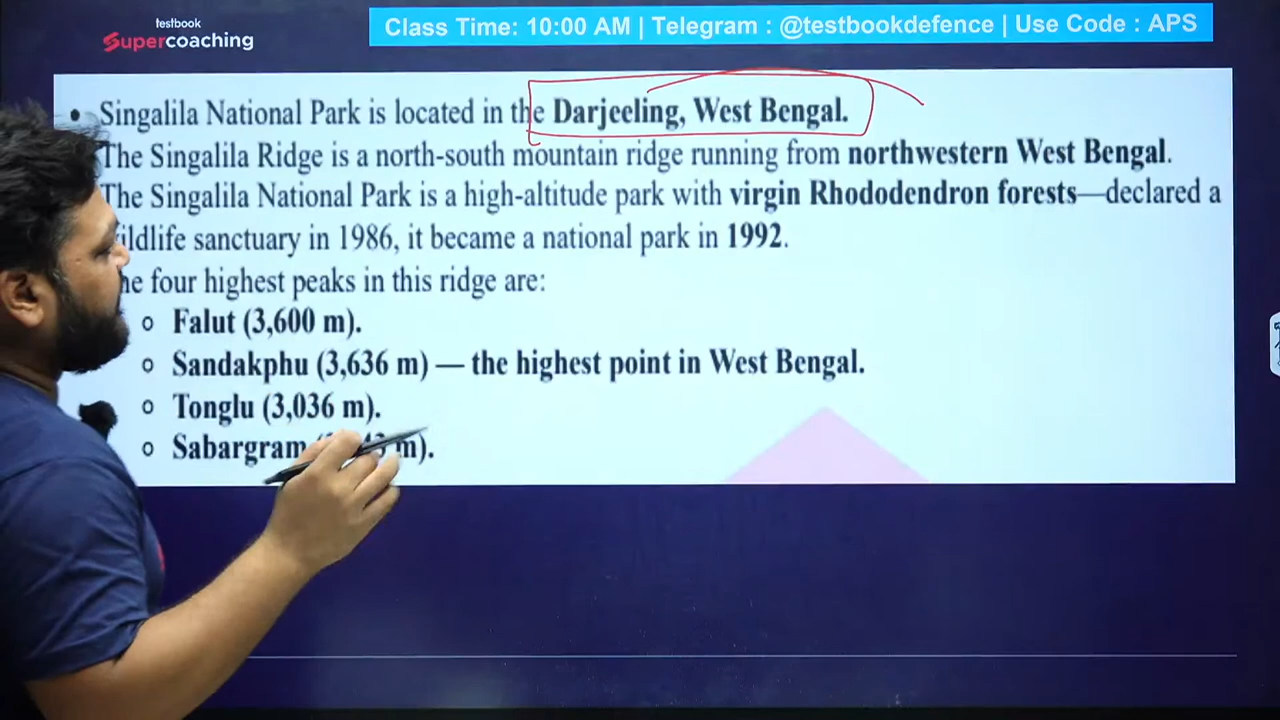 testbook
Supercoaching
Class Time: 10:00 AM | Telegram : @testbookdefence | Use Code : APS
• Singalila National Park is located in the Darjeeling, West Bengal.
The Singalila Ridge is a north-south mountain ridge running from northwestern West Bengal.
The Singalila National Park is a high-altitude park with virgin Rhododendron forests—declared a
ildlife sanctuary in 1986, it became a national park in 1992.
he four highest peaks in this ridge are:
o Falut (3,600 m).
o Sandakphu (3,636 m) — the highest point in West Bengal.
o Tonglu (3,036 m).
o Sabargram m).